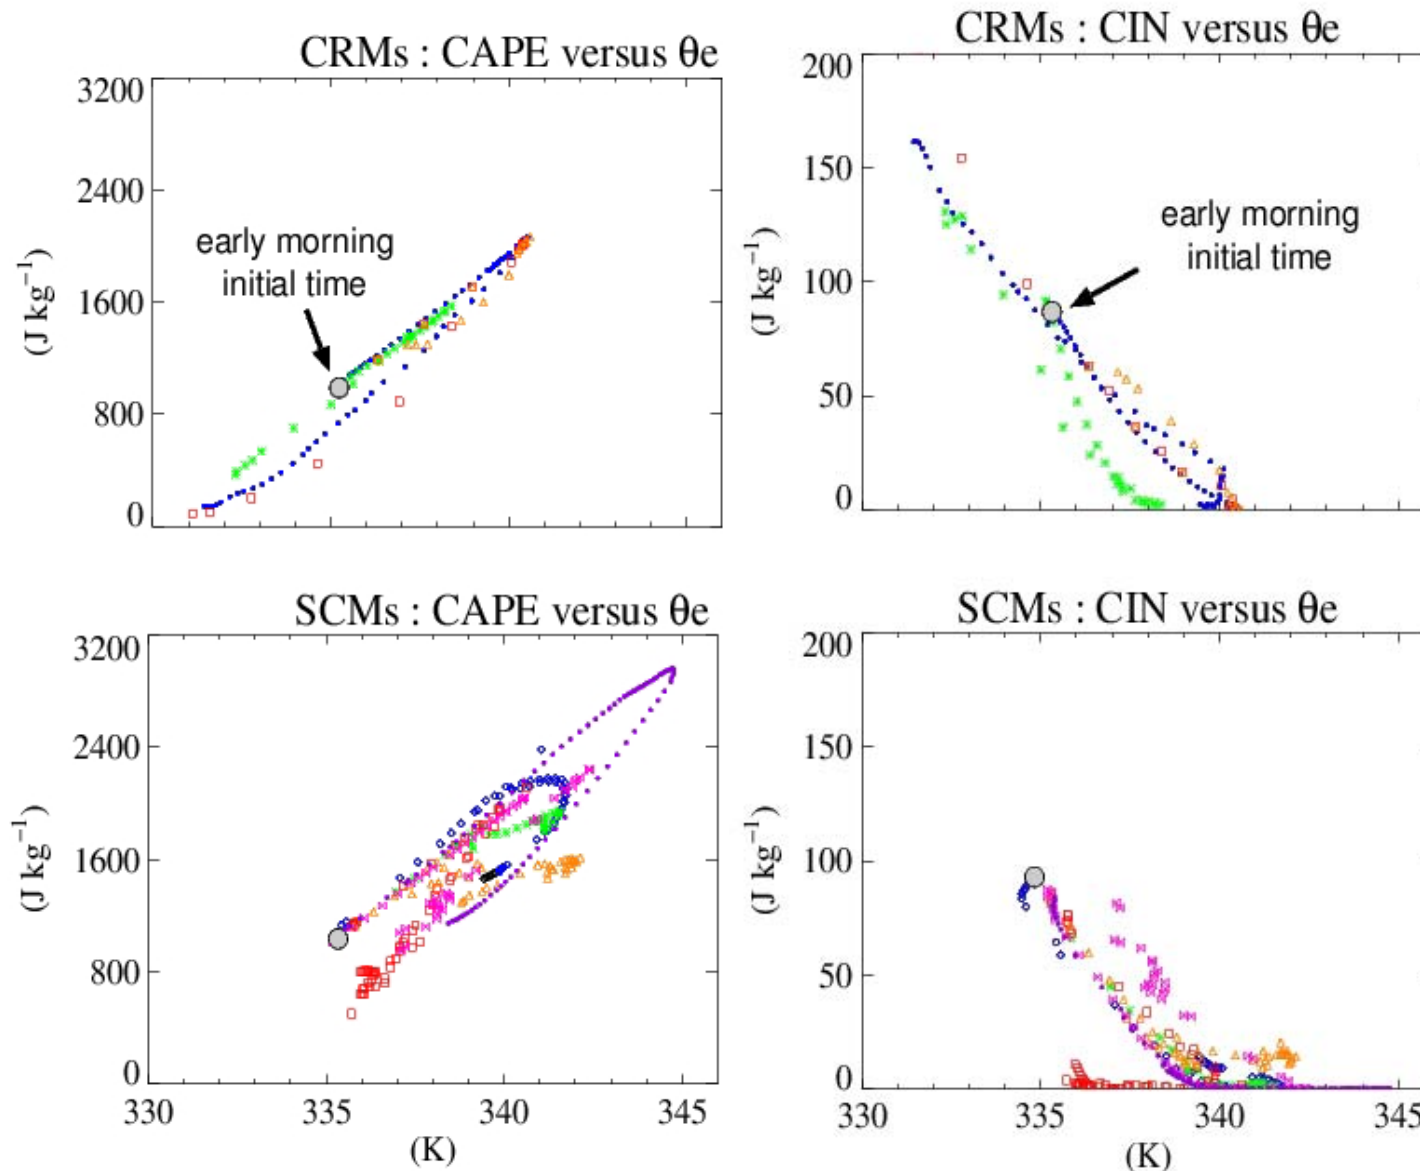 CRMs : CAPE versus θe
3200
2400
1600
800
0
(J kg⁻¹)
early morning
initial time
CRMs : CIN versus θe
200
150
100
50
0
(J kg⁻¹)
early morning
initial time
SCMs : CAPE versus θe
3200
2400
1600
800
0
(J kg⁻¹)
330 335 340 345
(K)
SCMs : CIN versus θe
200
150
100
50
0
(J kg⁻¹)
330 335 340 345
(K)